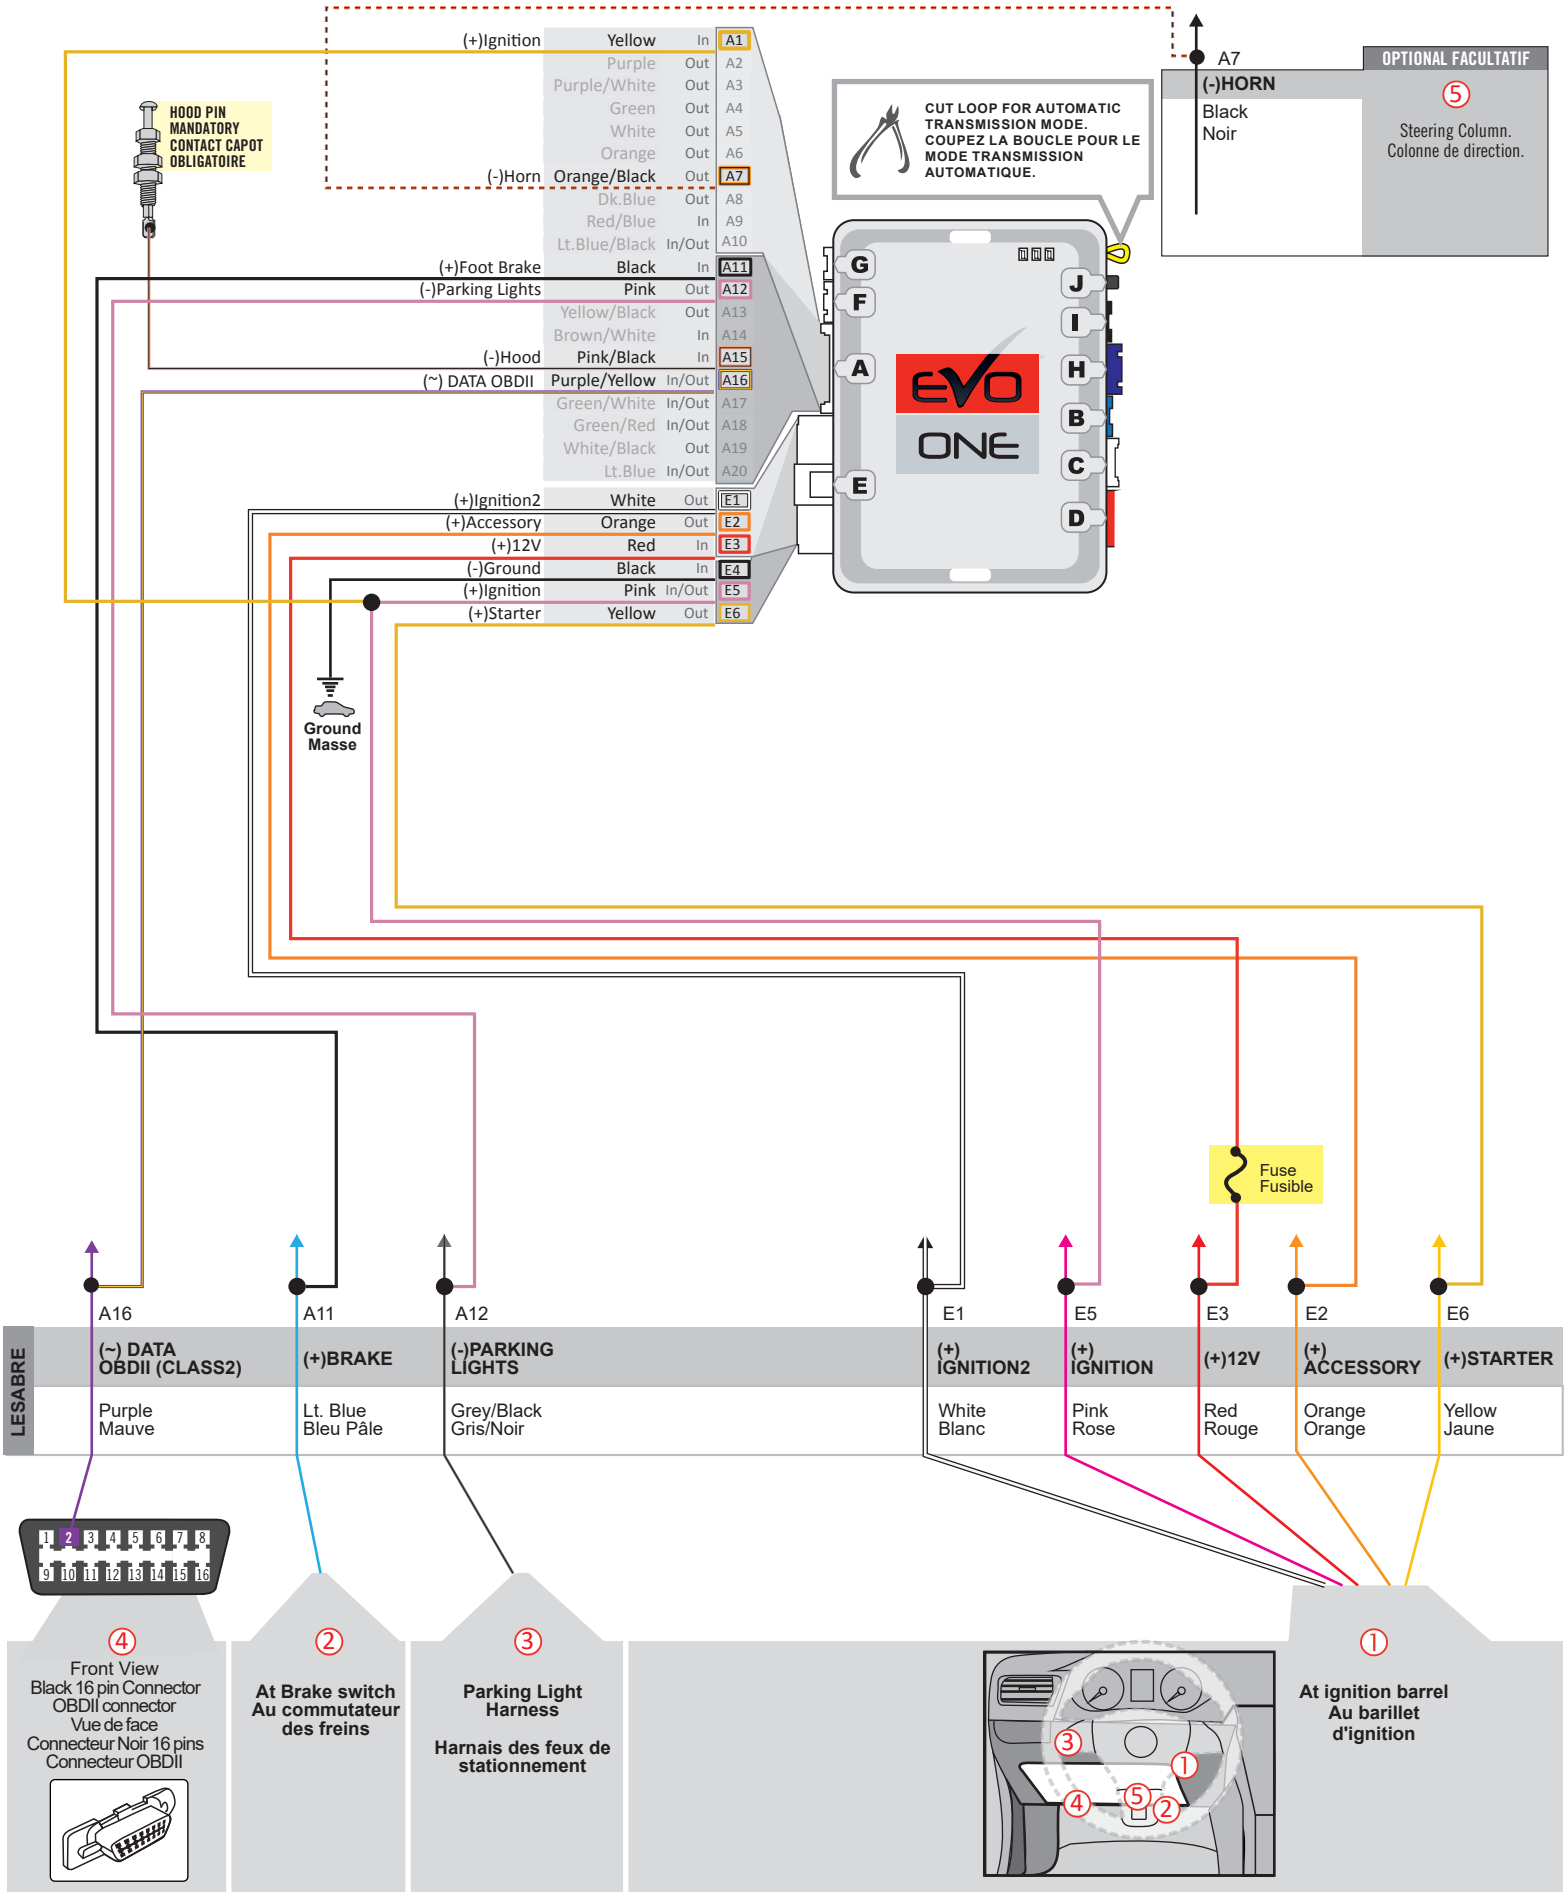 (+)Ignition Yellow In A1
Purple Out A2
Purple/White Out A3
Green Out A4
White Out A5
Orange Out A6
(-)Horn Orange/Black Out A7
Dk.Blue Out A8
Red/Blue In A9
Lt.Blue/Black In/Out A10
(+)Foot Brake Black In A11
(-)Parking Lights Pink Out A12
Yellow/Black Out A13
Brown/White In A14
(-)Hood Pink/Black In A15
(~) DATA OBDII Purple/Yellow In/Out A16
Green/White In/Out A17
Green/Red In/Out A18
White/Black Out A19
Lt.Blue In/Out A20
(+)Ignition2 White Out E1
(+)Accessory Orange Out E2
(+)12V Red In E3
(-)Ground Black In E4
(+)Ignition Pink In/Out E5
(+)Starter Yellow Out E6
HOOD PIN
MANDATORY
CONTACT CAPOT
OBLIGATOIRE
CUT LOOP FOR AUTOMATIC
TRANSMISSION MODE.
COUPEZ LA BOUCLE POUR LE
MODE TRANSMISSION
AUTOMATIQUE.
A7
OPTIONAL FACULTATIF
(-)HORN
Black
Noir
5
Steering Column.
Colonne de direction.
G
F
A
E
J
I
H
B
C
D
EVO
ONE
Ground
Masse
Fuse
Fusible
A16 A11 A12 E1 E5 E3 E2 E6
LESABRE
(~) DATA
OBDII (CLASS2)
(+)BRAKE
(-)PARKING
LIGHTS
(+)
IGNITION2
(+)
IGNITION
(+)12V
(+)
ACCESSORY
(+)STARTER
Purple
Mauve
Lt. Blue
Bleu Pâle
Grey/Black
Gris/Noir
White
Blanc
Pink
Rose
Red
Rouge
Orange
Orange
Yellow
Jaune
1 2 3 4 5 6 7 8
9 10 11 12 13 14 15 16
4
Front View
Black 16 pin Connector
OBDII connector
Vue de face
Connecteur Noir 16 pins
Connecteur OBDII
2
At Brake switch
Au commutateur
des freins
3
Parking Light
Harness
Harnais des feux de
stationnement
3
1
5
4
2
1
At ignition barrel
Au barillet
d'ignition